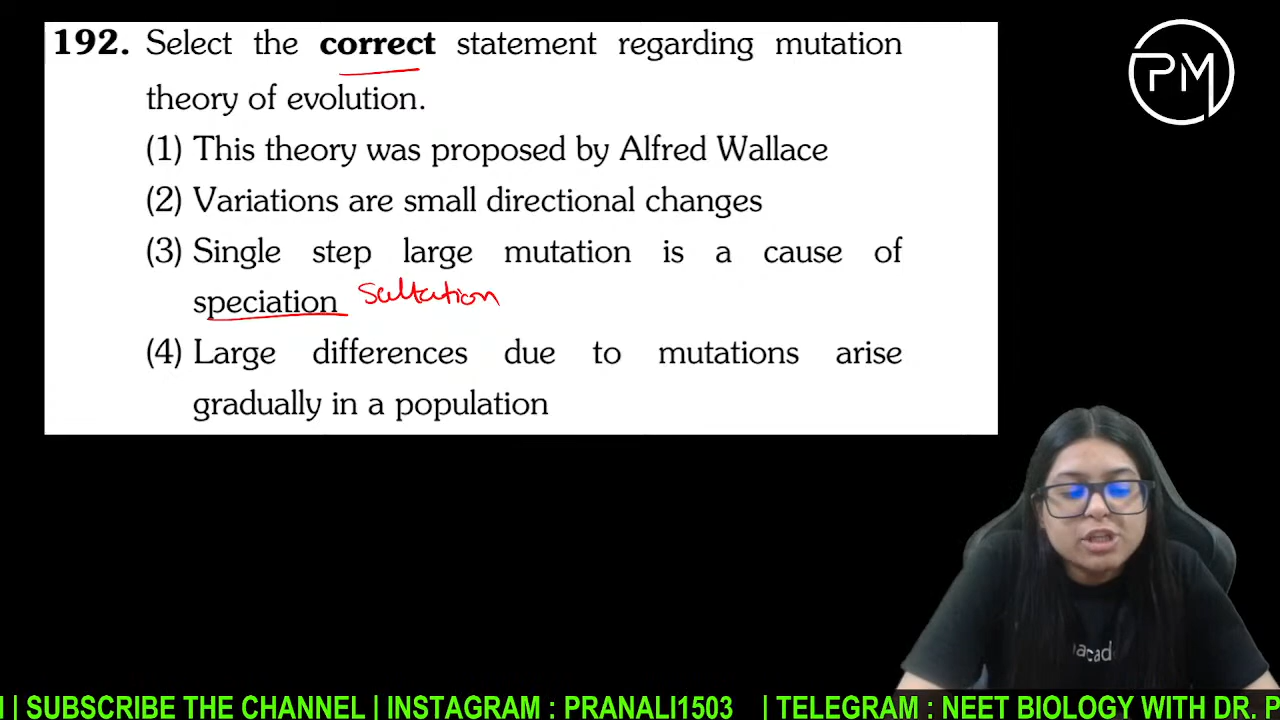 192. Select the correct statement regarding mutation
theory of evolution.
(1) This theory was proposed by Alfred Wallace
(2) Variations are small directional changes
(3) Single step large mutation is a cause of
speciation Saltation
(4) Large differences due to mutations arise
gradually in a population
PM
acad
| SUBSCRIBE THE CHANNEL | INSTAGRAM : PRANALI1503 | TELEGRAM : NEET BIOLOGY WITH DR. P